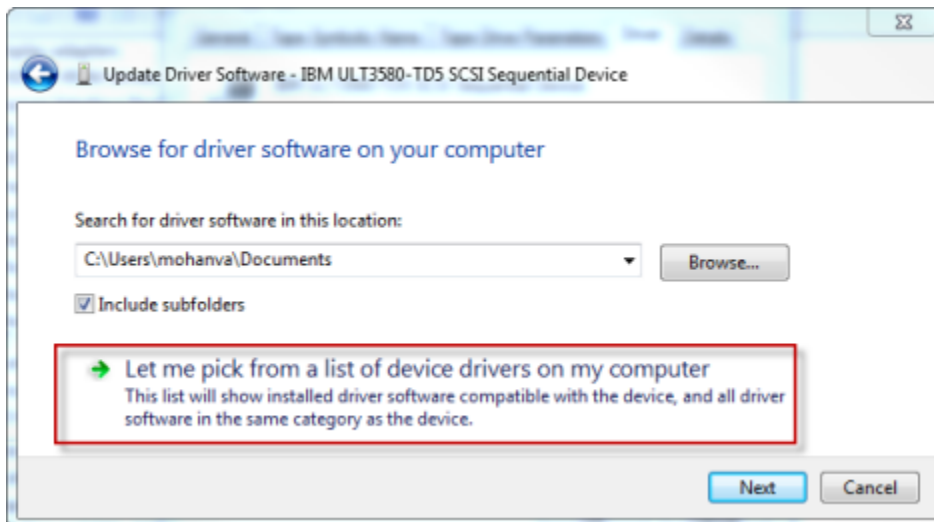 Update Driver Software - IBM ULT3580-TD5 SCSI Sequential Device
Browse for driver software on your computer
Search for driver software in this location:
C:\Users\mohanva\Documents
Browse...
Include subfolders
Let me pick from a list of device drivers on my computer
This list will show installed driver software compatible with the device, and all driver
software in the same category as the device.
Next
Cancel